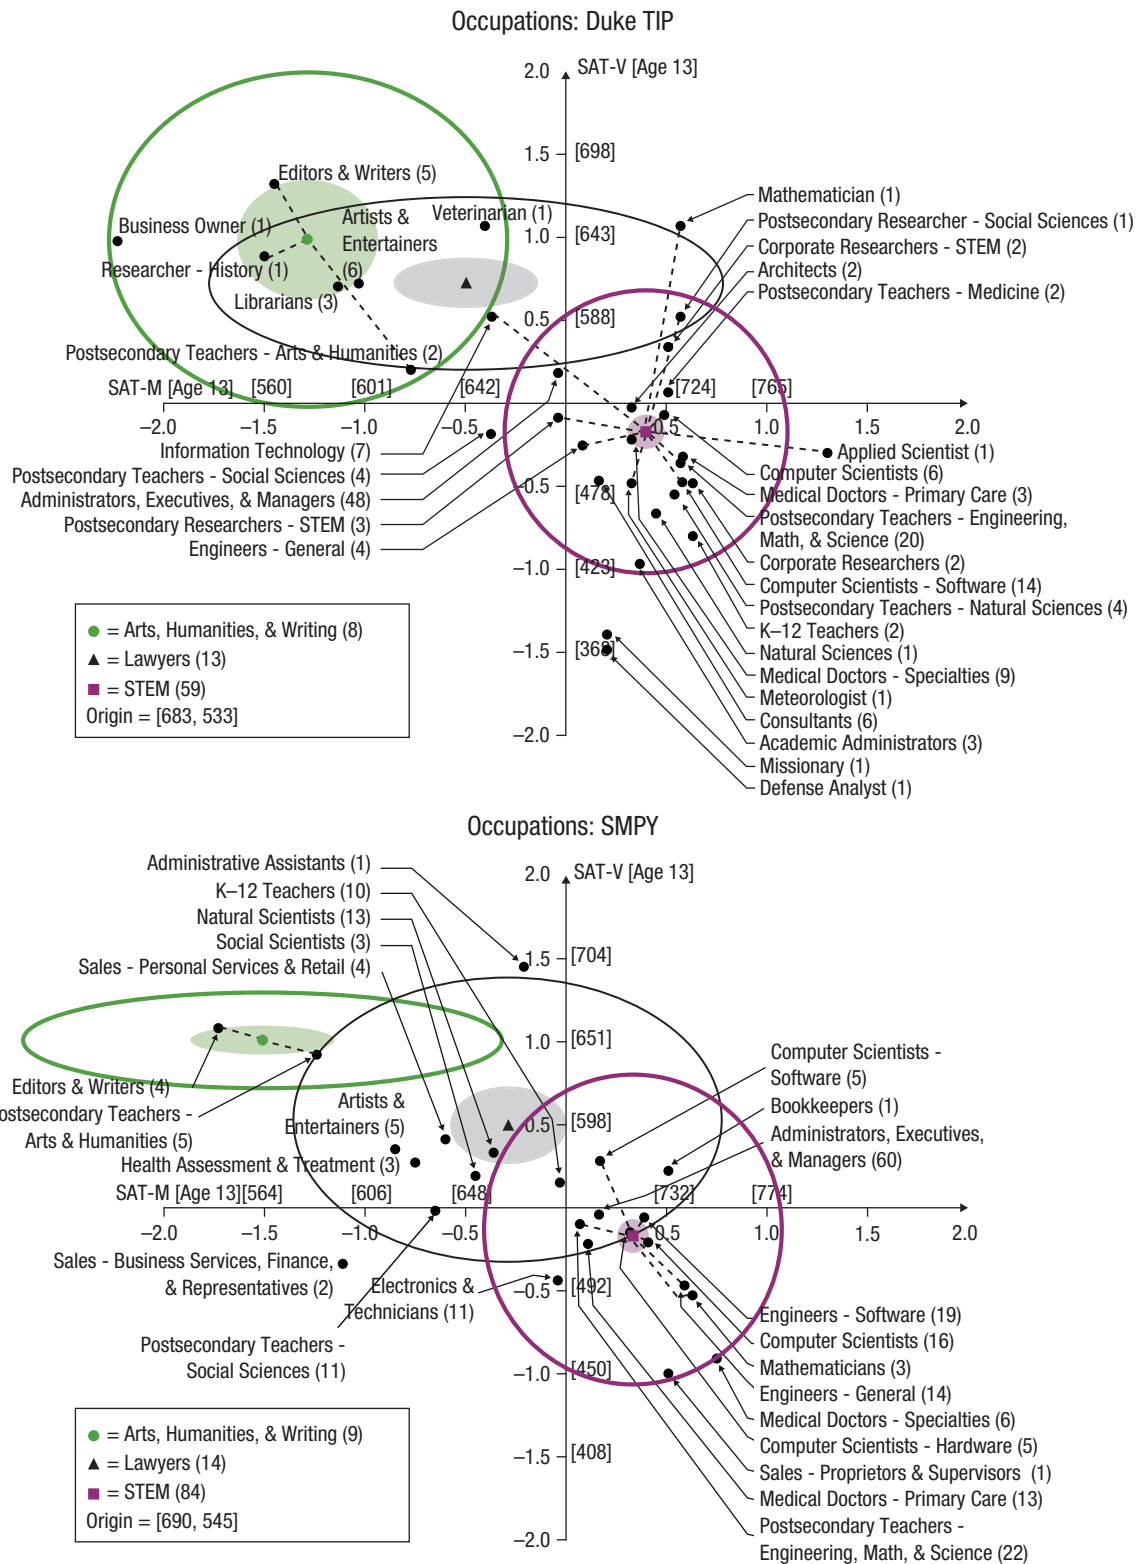 Occupations: Duke TIP
2.0
SAT-V [Age 13]
1.5
[698]
Editors & Writers (5)
Mathematician (1)
Business Owner (1)
Artists &
Entertainers
(6)
Veterinarian (1)
Postsecondary Researcher - Social Sciences (1)
1.0
[643]
Corporate Researchers - STEM (2)
Researcher - History (1)
Architects (2)
Librarians (3)
Postsecondary Teachers - Medicine (2)
0.5
[588]
Postsecondary Teachers - Arts & Humanities (2)
SAT-M [Age 13]
[560]
[601]
[642]
[724]
[765]
–2.0
–1.5
–1.0
–0.5
0.5
1.0
1.5
2.0
Information Technology (7)
Postsecondary Teachers - Social Sciences (4)
Administrators, Executives, & Managers (48)
Postsecondary Researchers - STEM (3)
Engineers - General (4)
Applied Scientist (1)
Computer Scientists (6)
Medical Doctors - Primary Care (3)
Postsecondary Teachers - Engineering,
Math, & Science (20)
Corporate Researchers (2)
Computer Scientists - Software (14)
Postsecondary Teachers - Natural Sciences (4)
K–12 Teachers (2)
Natural Sciences (1)
Medical Doctors - Specialties (9)
Meteorologist (1)
Consultants (6)
Academic Administrators (3)
Missionary (1)
Defense Analyst (1)
–0.5
[478]
–1.0
[423]
–1.5
[368]
–2.0
= Arts, Humanities, & Writing (8)
= Lawyers (13)
= STEM (59)
Origin = [683, 533]
Occupations: SMPY
2.0
SAT-V [Age 13]
Administrative Assistants (1)
K–12 Teachers (10)
Natural Scientists (13)
Social Scientists (3)
Sales - Personal Services & Retail (4)
1.5
[704]
1.0
[651]
Editors & Writers (4)
ostsecondary Teachers -
Arts & Humanities (5)
Artists &
Entertainers (5)
Health Assessment & Treatment (3)
0.5
[598]
Computer Scientists -
Software (5)
Bookkeepers (1)
Administrators, Executives,
& Managers (60)
SAT-M [Age 13]
[564]
[606]
[648]
[732]
[774]
–2.0
–1.5
–1.0
–0.5
0.5
1.0
1.5
2.0
Sales - Business Services, Finance,
& Representatives (2)
Electronics &
Technicians (11)
Postsecondary Teachers -
Social Sciences (11)
–0.5
[492]
–1.0
[450]
–1.5
[408]
–2.0
Engineers - Software (19)
Computer Scientists (16)
Mathematicians (3)
Engineers - General (14)
Medical Doctors - Specialties (6)
Computer Scientists - Hardware (5)
Sales - Proprietors & Supervisors (1)
Medical Doctors - Primary Care (13)
Postsecondary Teachers -
Engineering, Math, & Science (22)
= Arts, Humanities, & Writing (9)
= Lawyers (14)
= STEM (84)
Origin = [690, 545]